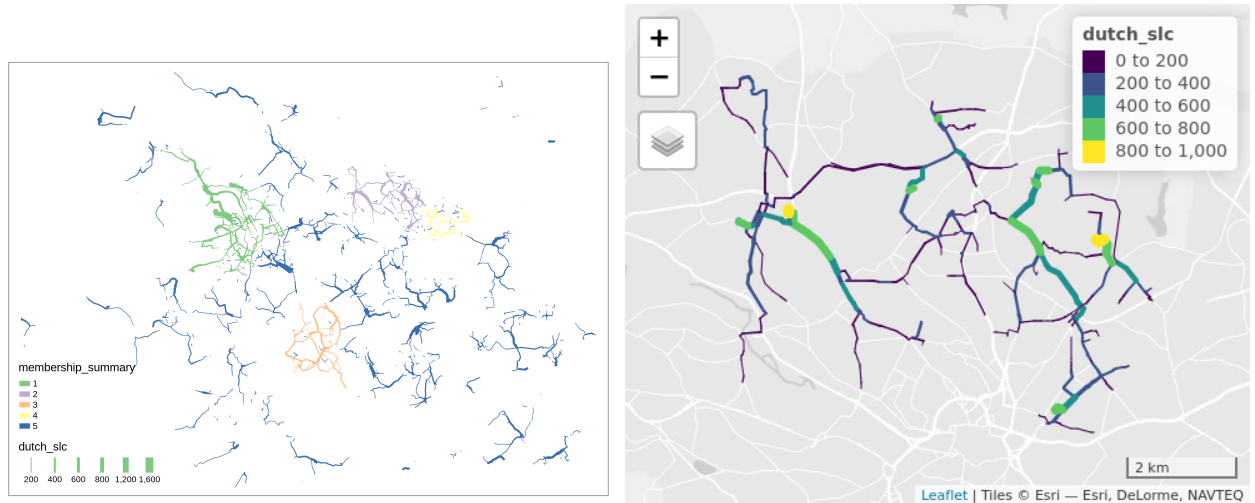 membership_summary
1
2
3
4
5
dutch_slc
200 400 600 800 1,200 1,600
+
−
dutch_slc
0 to 200
200 to 400
400 to 600
600 to 800
800 to 1,000
2 km
Leaflet | Tiles © Esri — Esri, DeLorme, NAVTEQ